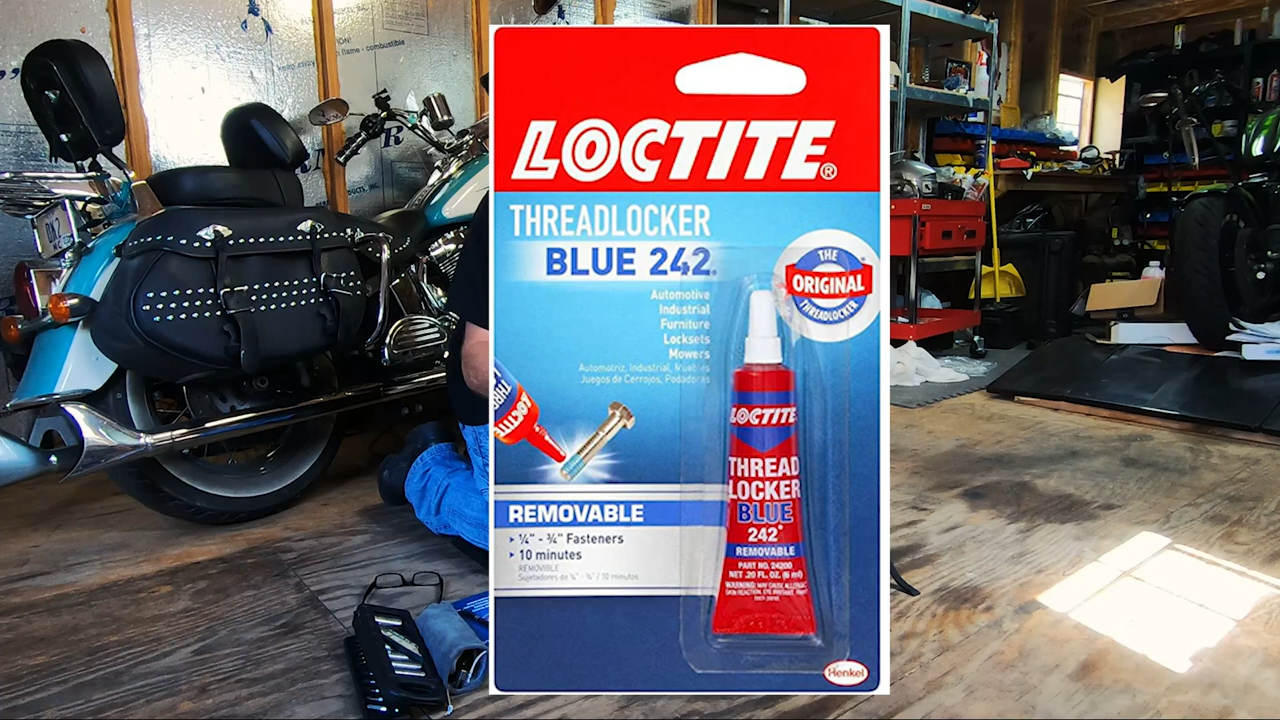 LOCTITE®
THREADLOCKER
BLUE 242®
THE
ORIGINAL
THREADLOCKER
Automotive
Industrial
Furniture
Locksets
Mowers
Automotriz, Industrial, Muebles
Juegos de Cerrojos, Podadoras
LOCTITE
LOCTITE
THREAD
LOCKER
BLUE
242®
REMOVABLE
PART NO. 24200
NET .20 FL. OZ. (6 ml)
REMOVABLE
▸ ¼" - ¾" Fasteners
▸ 10 minutes
REMOVIBLE
Sujetadores de ¼" - ¾" / 10 minutos
Henkel